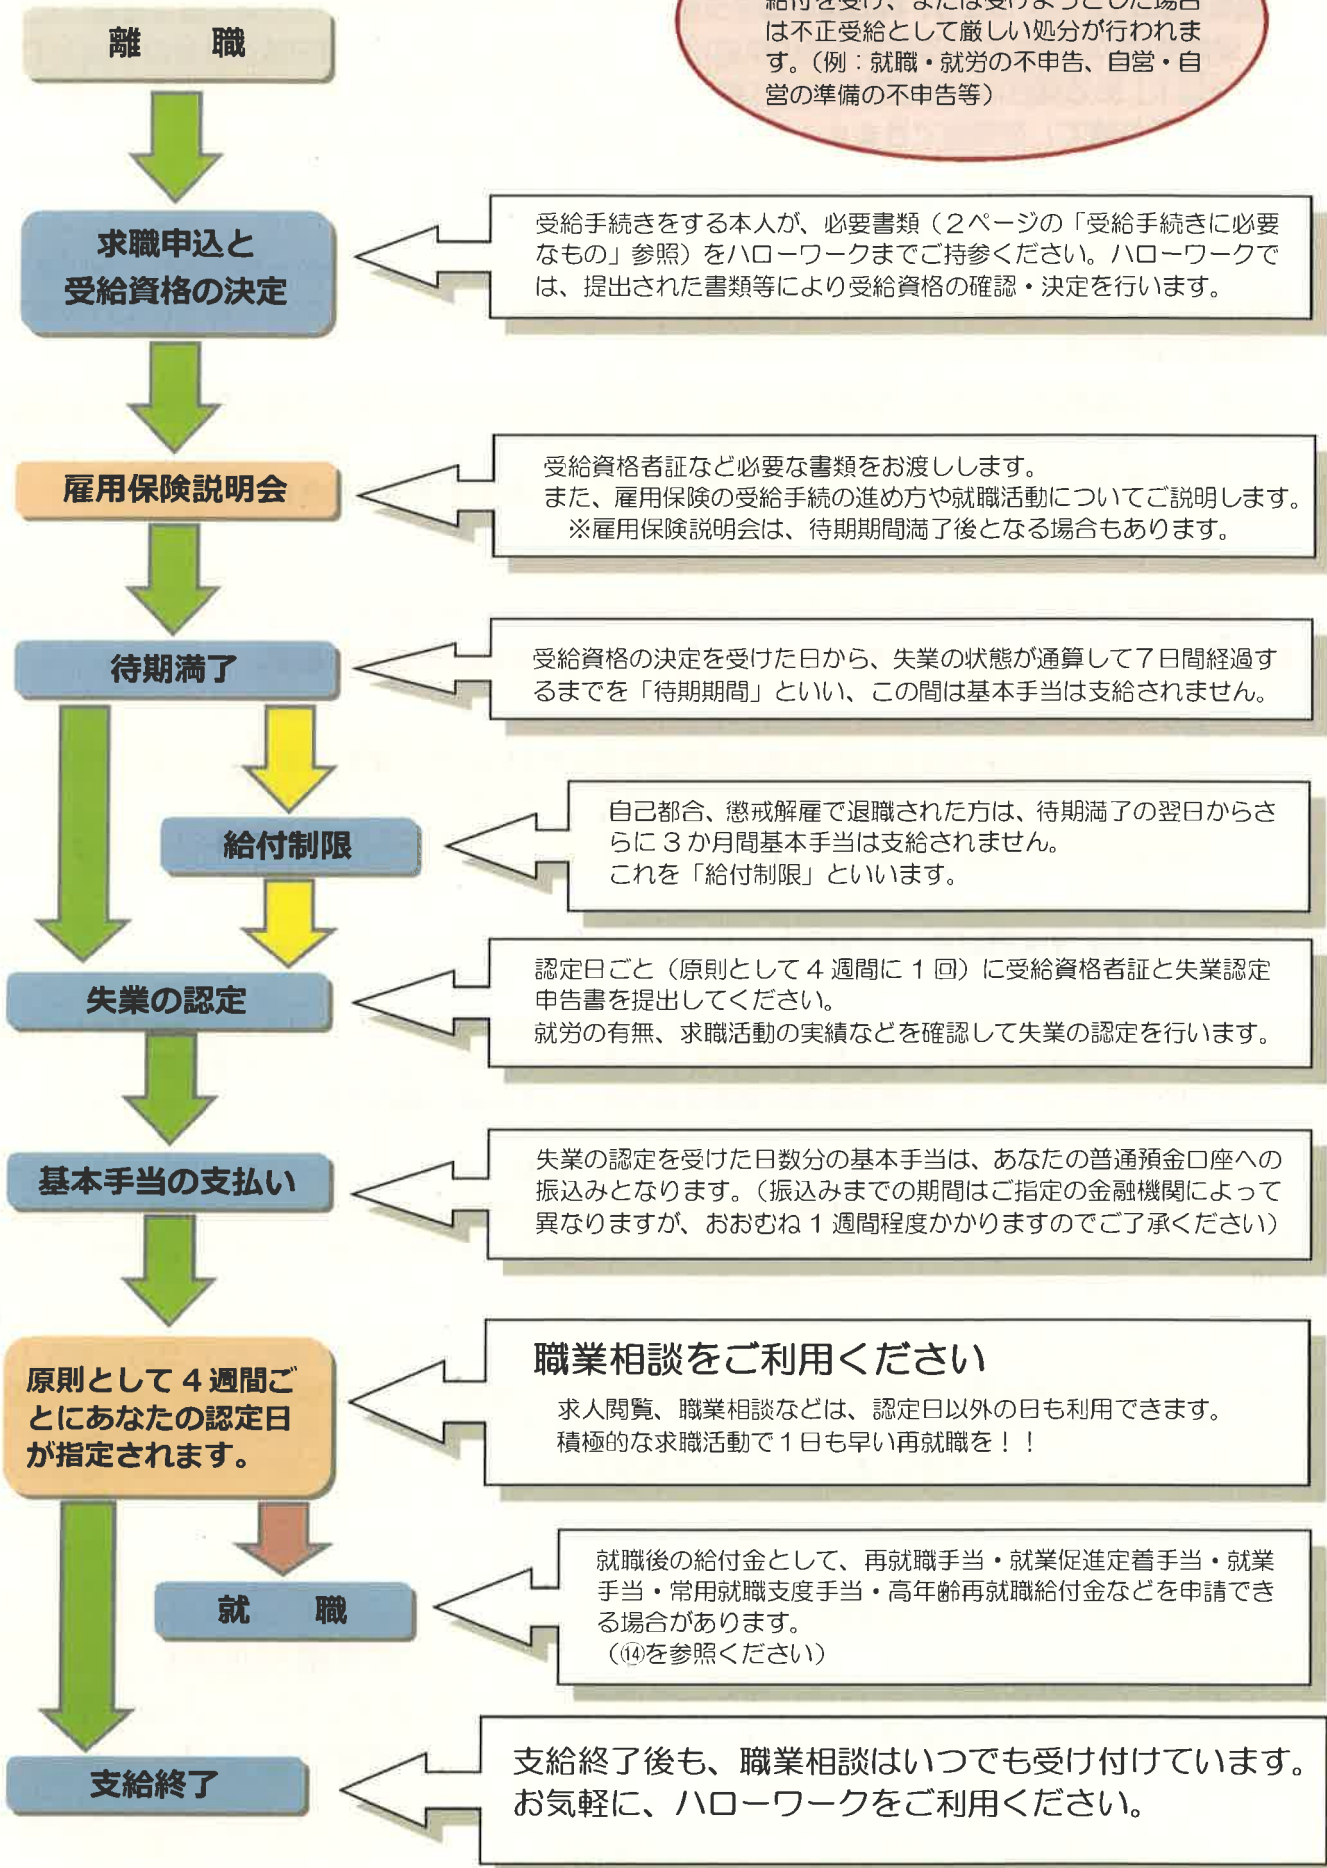 給付を受け、または受けようとした場合
は不正受給として厳しい処分が行われま
す。(例：就職・就労の不申告、自営・自
営の準備の不申告等)
離　職
求職申込と
受給資格の決定
受給手続きをする本人が、必要書類（2ページの「受給手続きに必要
なもの」参照）をハローワークまでご持参ください。ハローワークで
は、提出された書類等により受給資格の確認・決定を行います。
雇用保険説明会
受給資格者証など必要な書類をお渡しします。
また、雇用保険の受給手続の進め方や就職活動についてご説明します。
※雇用保険説明会は、待期期間満了後となる場合もあります。
待期満了
受給資格の決定を受けた日から、失業の状態が通算して7日間経過す
るまでを「待期期間」といい、この間は基本手当は支給されません。
給付制限
自己都合、懲戒解雇で退職された方は、待期満了の翌日からさ
らに3か月間基本手当は支給されません。
これを「給付制限」といいます。
失業の認定
認定日ごと（原則として4週間に1回）に受給資格者証と失業認定
申告書を提出してください。
就労の有無、求職活動の実績などを確認して失業の認定を行います。
基本手当の支払い
失業の認定を受けた日数分の基本手当は、あなたの普通預金口座への
振込みとなります。（振込みまでの期間はご指定の金融機関によって
異なりますが、おおむね1週間程度かかりますのでご了承ください）
原則として4週間ご
とにあなたの認定日
が指定されます。
職業相談をご利用ください
求人閲覧、職業相談などは、認定日以外の日も利用できます。
積極的な求職活動で1日も早い再就職を！！
就　職
就職後の給付金として、再就職手当・就業促進定着手当・就業
手当・常用就職支度手当・高年齢再就職給付金などを申請でき
る場合があります。
（⑭を参照ください）
支給終了
支給終了後も、職業相談はいつでも受け付けています。
お気軽に、ハローワークをご利用ください。